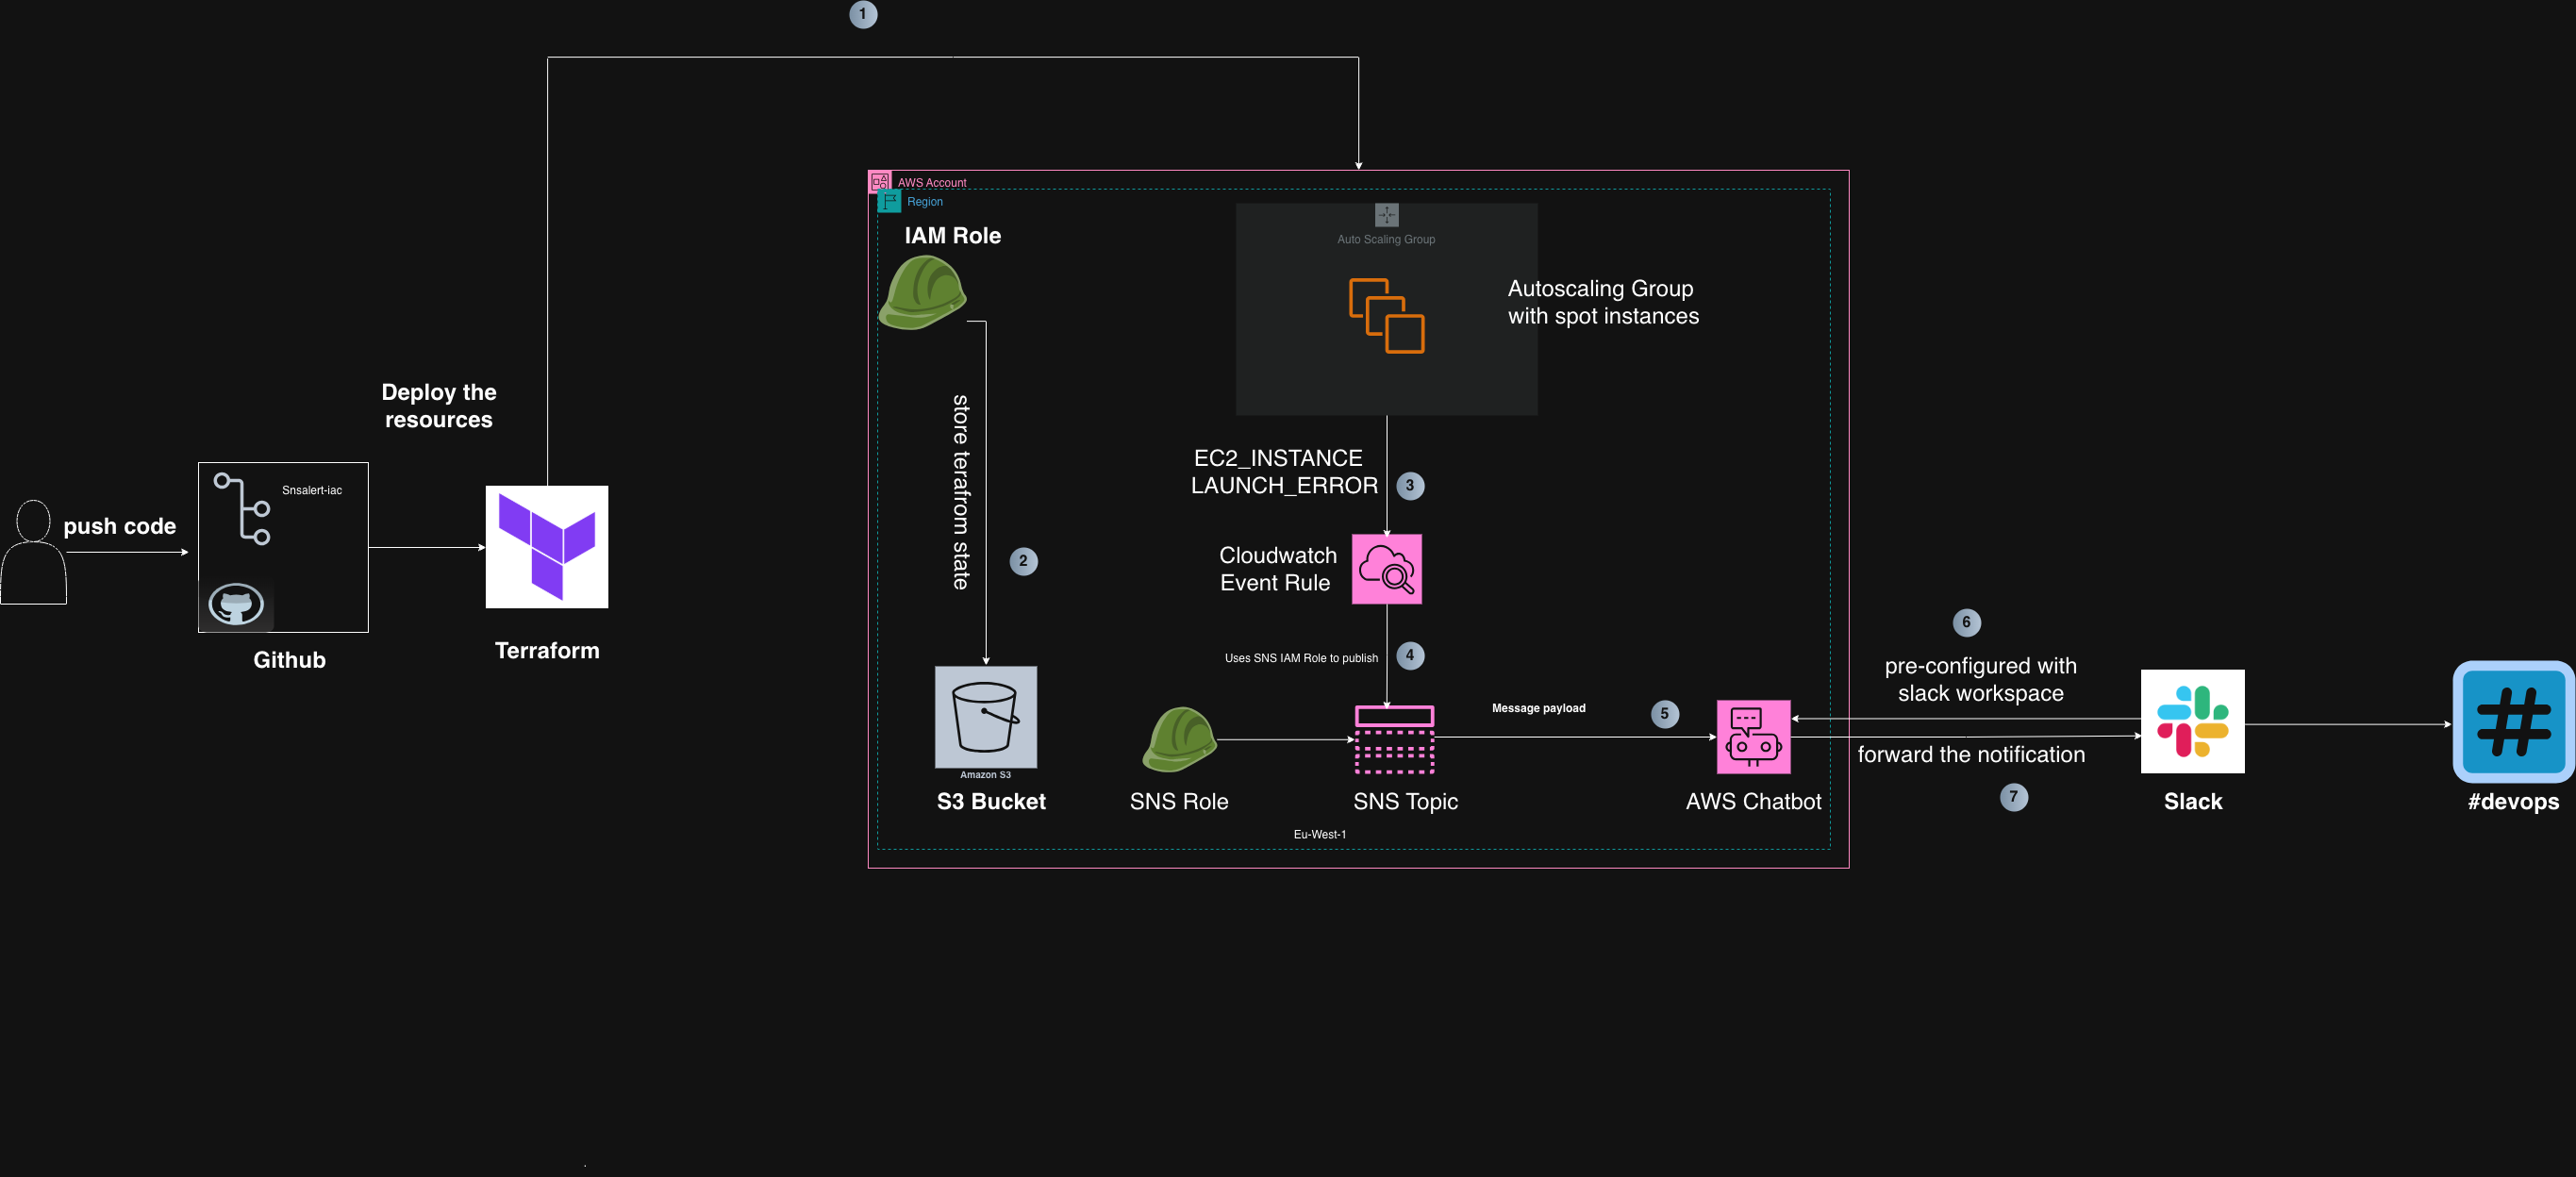 1
AWS Account
Region
IAM Role
Auto Scaling Group
Autoscaling Group
with spot instances
Deploy the
resources
store terafrom state
EC2_INSTANCE
LAUNCH_ERROR
3
Snsalert-iac
push code
2
Cloudwatch
Event Rule
Github
Terraform
Uses SNS IAM Role to publish
4
6
pre-configured with
slack workspace
Message payload
5
forward the notification
Amazon S3
S3 Bucket
SNS Role
SNS Topic
AWS Chatbot
7
Slack
#
#devops
Eu-West-1
.